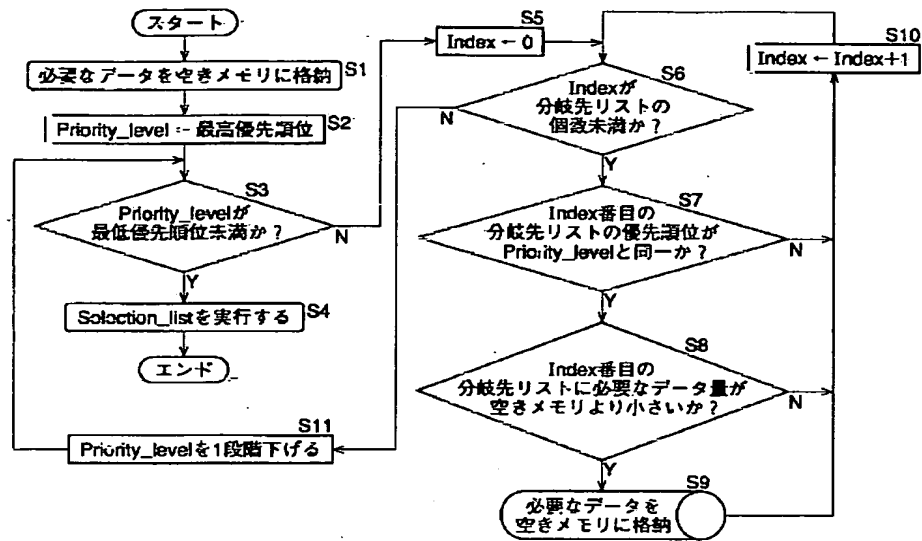 スタート
必要なデータを空きメモリに格納
S1
Priority_level ← 最高優先順位
S2
S3
Priority_levelが
最低優先順位未満か？
N
Y
Selection_listを実行する
S4
エンド
S11
Priority_levelを1段階下げる
S5
Index ← 0
S6
Indexが
分岐先リストの
個数未満か？
N
Y
S7
Index番目の
分岐先リストの優先順位が
Priority_levelと同一か？
N
Y
S8
Index番目の
分岐先リストに必要なデータ量が
空きメモリより小さいか？
N
Y
S9
必要なデータを
空きメモリに格納
S10
Index ← Index+1